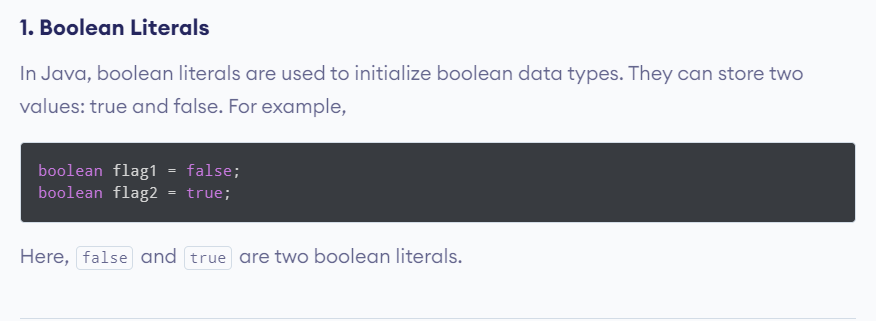 1. Boolean Literals
In Java, boolean literals are used to initialize boolean data types. They can store two
values: true and false. For example,
boolean flag1 = false;
boolean flag2 = true;
Here, false and true are two boolean literals.